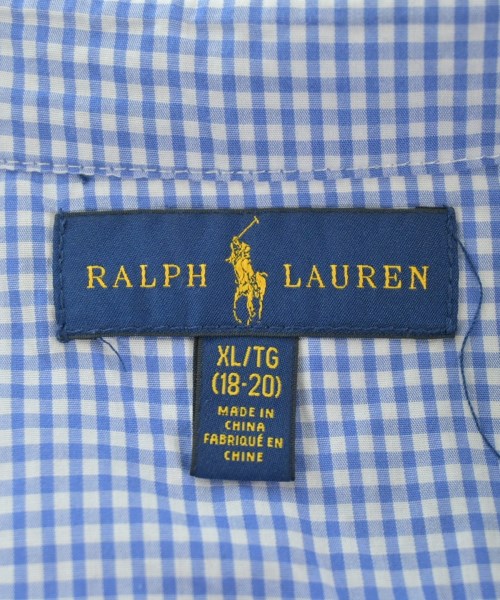 RALPH LAUREN
XL/TG
(18-20)
MADE IN
CHINA
FABRIQUÉ EN
CHINE